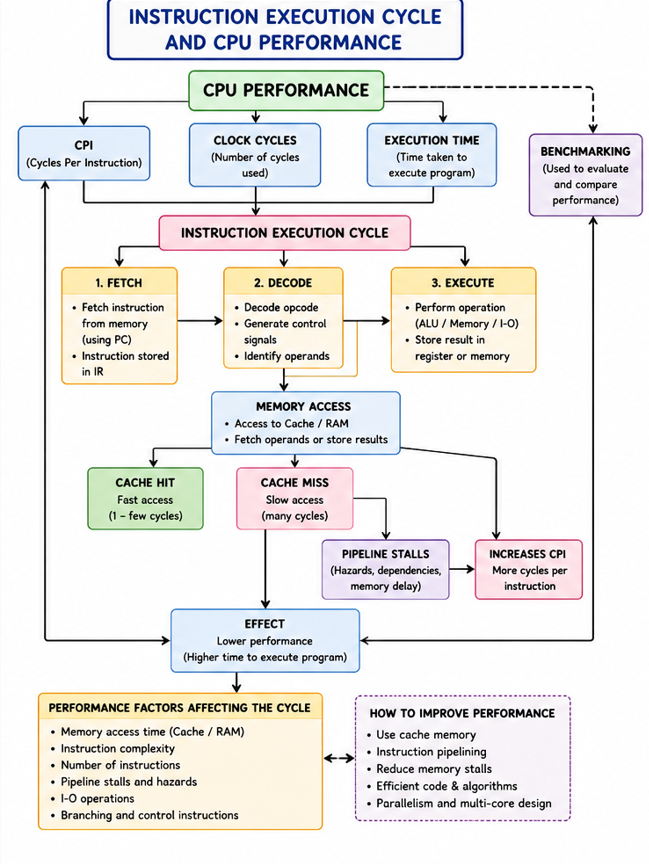 INSTRUCTION EXECUTION CYCLE
AND CPU PERFORMANCE
CPU PERFORMANCE
CPI
(Cycles Per Instruction)
CLOCK CYCLES
(Number of cycles
used)
EXECUTION TIME
(Time taken to
execute program)
BENCHMARKING
(Used to evaluate
and compare
performance)
INSTRUCTION EXECUTION CYCLE
1. FETCH
• Fetch instruction
from memory
(using PC)
• Instruction stored
in IR
2. DECODE
• Decode opcode
• Generate control
signals
• Identify operands
3. EXECUTE
• Perform operation
(ALU / Memory / I-O)
• Store result in
register or memory
MEMORY ACCESS
• Access to Cache / RAM
• Fetch operands or store results
CACHE HIT
Fast access
(1 – few cycles)
CACHE MISS
Slow access
(many cycles)
PIPELINE STALLS
(Hazards, dependencies,
memory delay)
INCREASES CPI
More cycles per
instruction
EFFECT
Lower performance
(Higher time to execute program)
PERFORMANCE FACTORS AFFECTING THE CYCLE
• Memory access time (Cache / RAM)
• Instruction complexity
• Number of instructions
• Pipeline stalls and hazards
• I-O operations
• Branching and control instructions
HOW TO IMPROVE PERFORMANCE
• Use cache memory
• Instruction pipelining
• Reduce memory stalls
• Efficient code & algorithms
• Parallelism and multi-core design